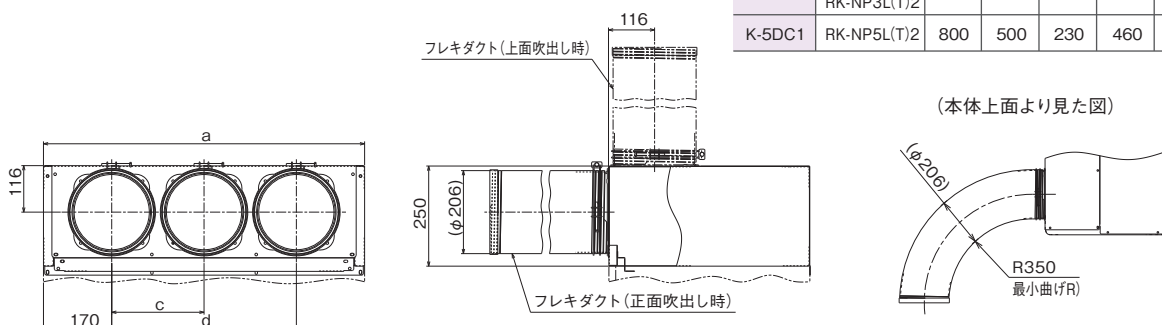 RK-NP3L(T)2
K-5DC1 RK-NP5L(T)2 800 500 230 460
116
フレキダクト(上面吹出し時)
(本体上面より見た図)
a
116
250
(φ206)
(φ206)
R350
最小曲げR)
フレキダクト(正面吹出し時)
170
c
d